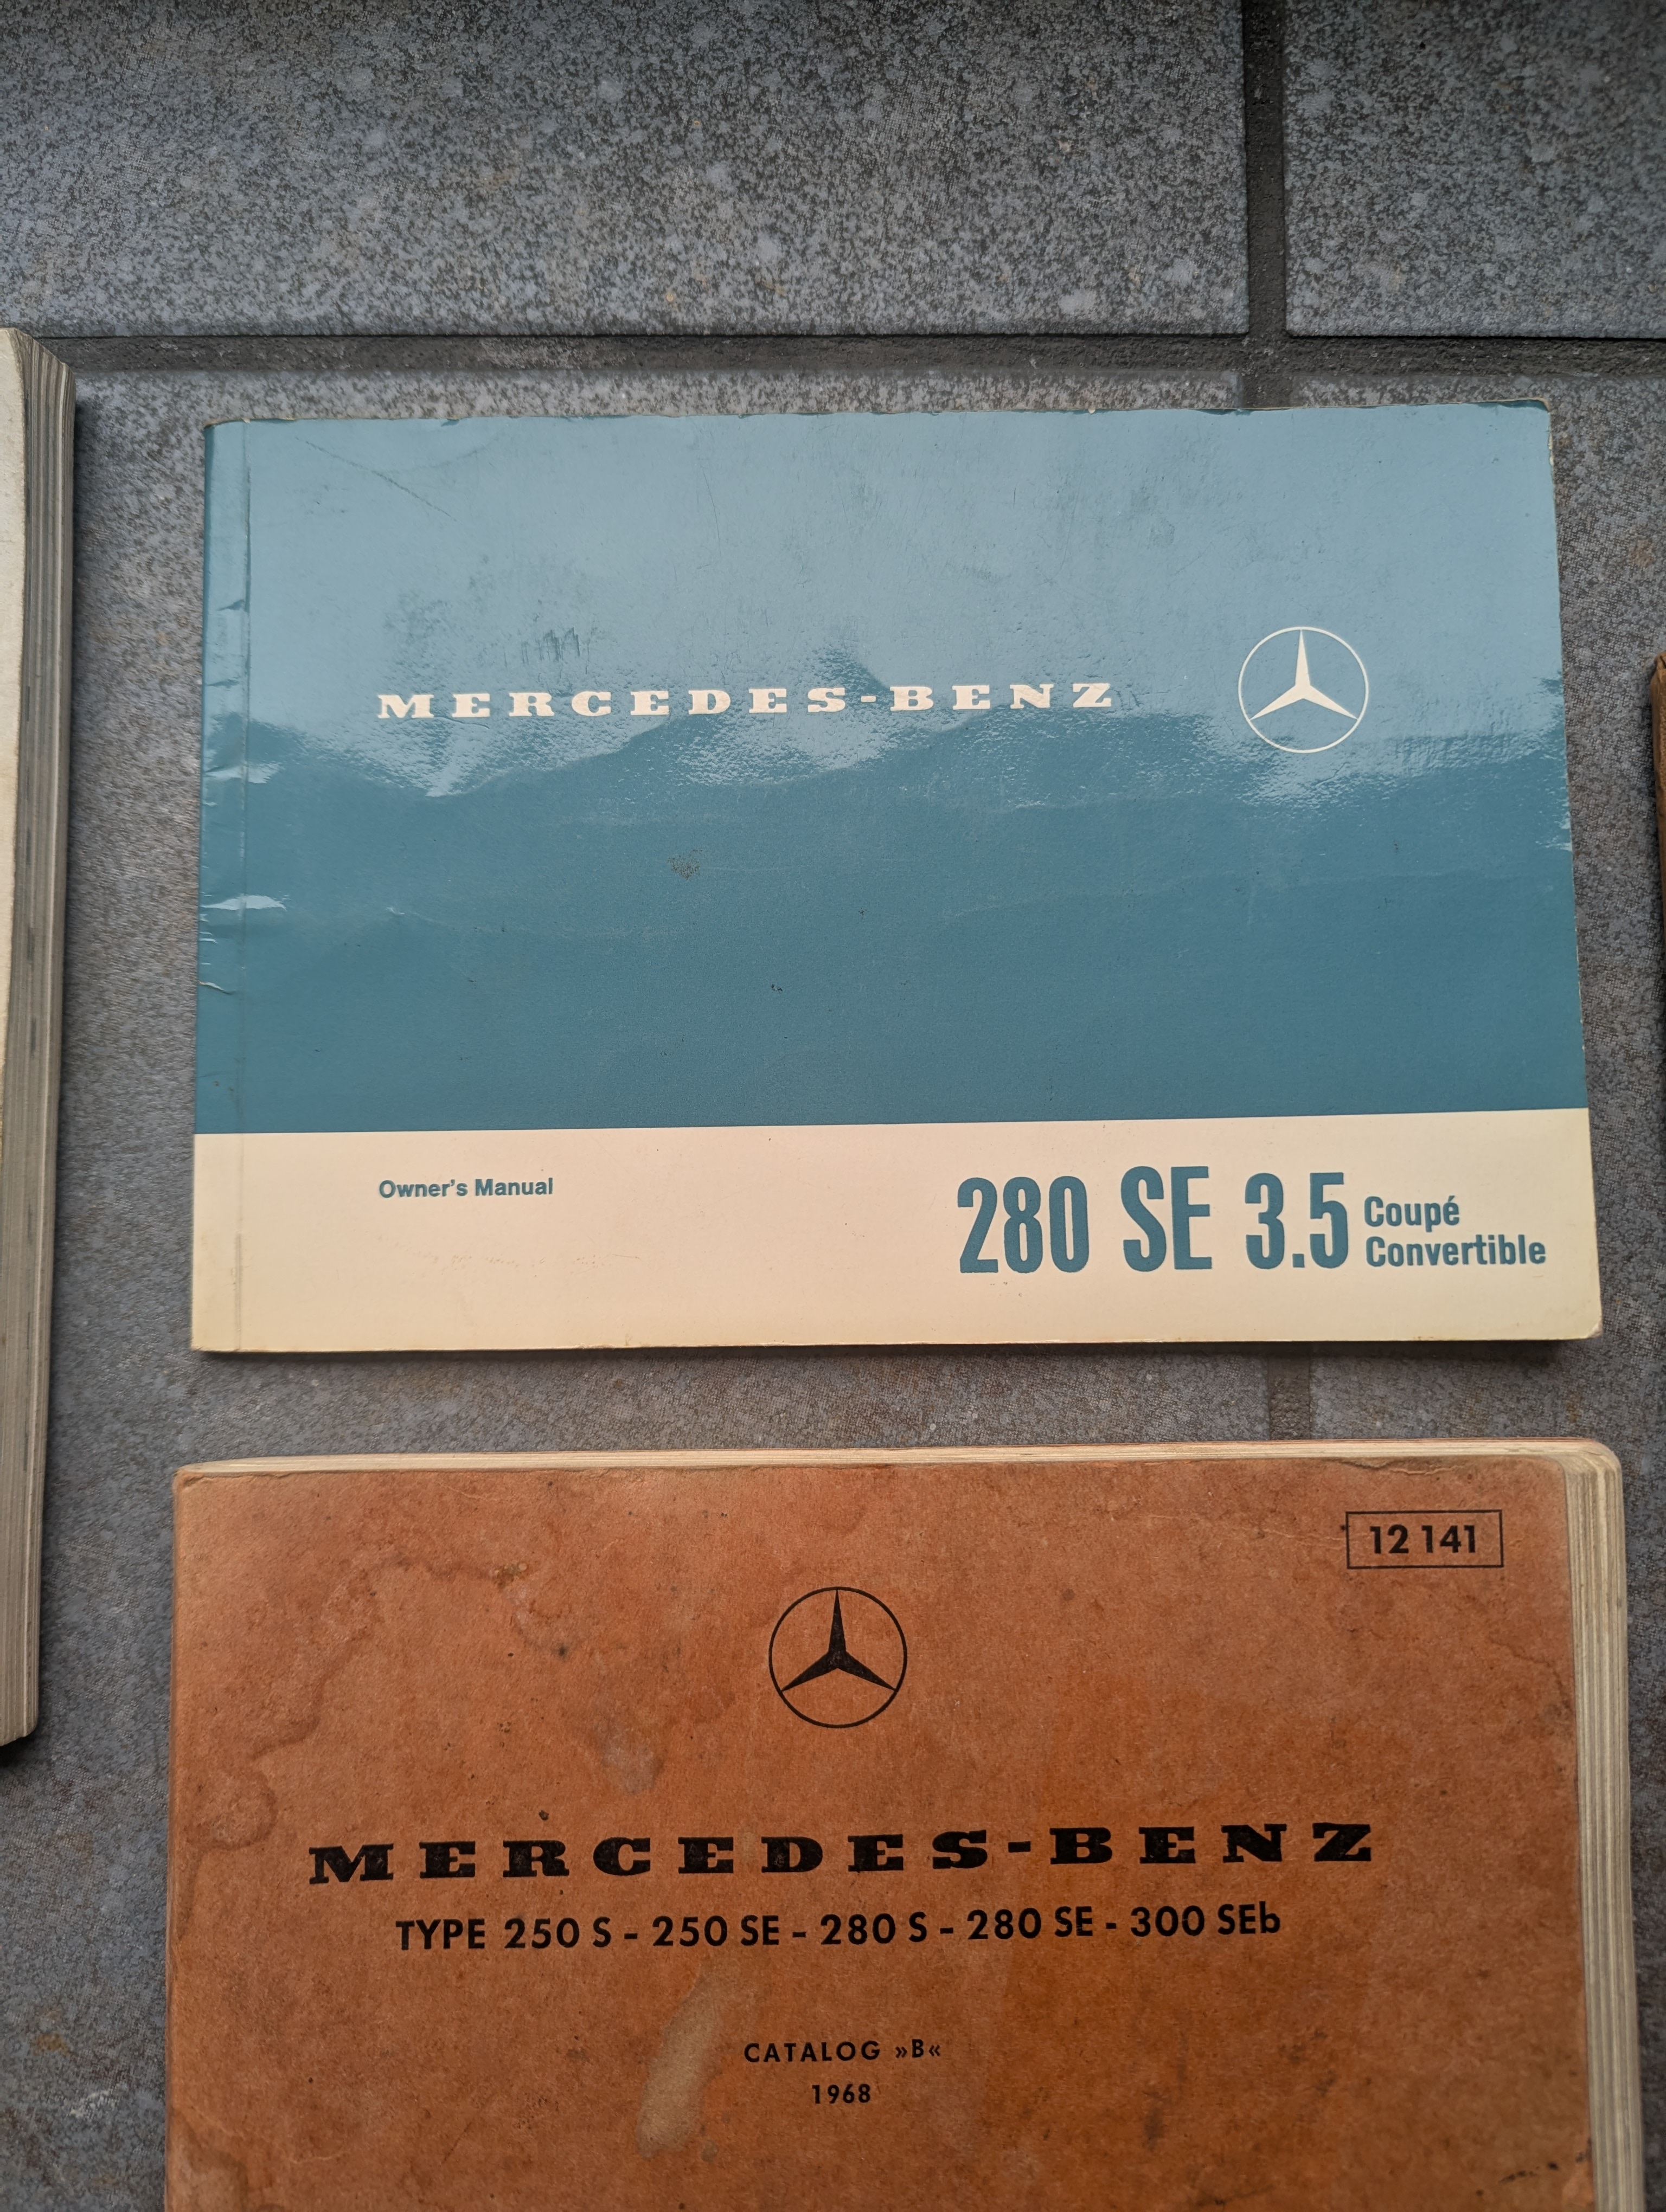 MERCEDES-BENZ
Owner's Manual
280 SE 3.5 Coupé
Convertible
12 141
MERCEDES-BENZ
TYPE 250 S - 250 SE - 280 S - 280 SE - 300 SEb
CATALOG »B«
1968